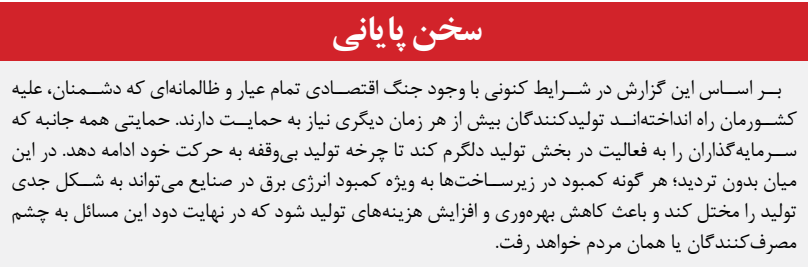 سخن پایانی
بر اساس این گزارش در شرایط کنونی با وجود جنگ اقتصادی تمام عیار و ظالمانه‌ای که دشمنان، علیه
کشورمان راه انداخته‌اند تولیدکنندگان بیش از هر زمان دیگری نیاز به حمایت دارند. حمایتی همه جانبه که
سرمایه‌گذاران را به فعالیت در بخش تولید دلگرم کند تا چرخه تولید بی‌وقفه به حرکت خود ادامه دهد. در این
میان بدون تردید؛ هر گونه کمبود در زیرساخت‌ها به ویژه کمبود انرژی برق در صنایع می‌تواند به شکل جدی
تولید را مختل کند و باعث کاهش بهره‌وری و افزایش هزینه‌های تولید شود که در نهایت دود این مسائل به چشم
مصرف‌کنندگان یا همان مردم خواهد رفت.